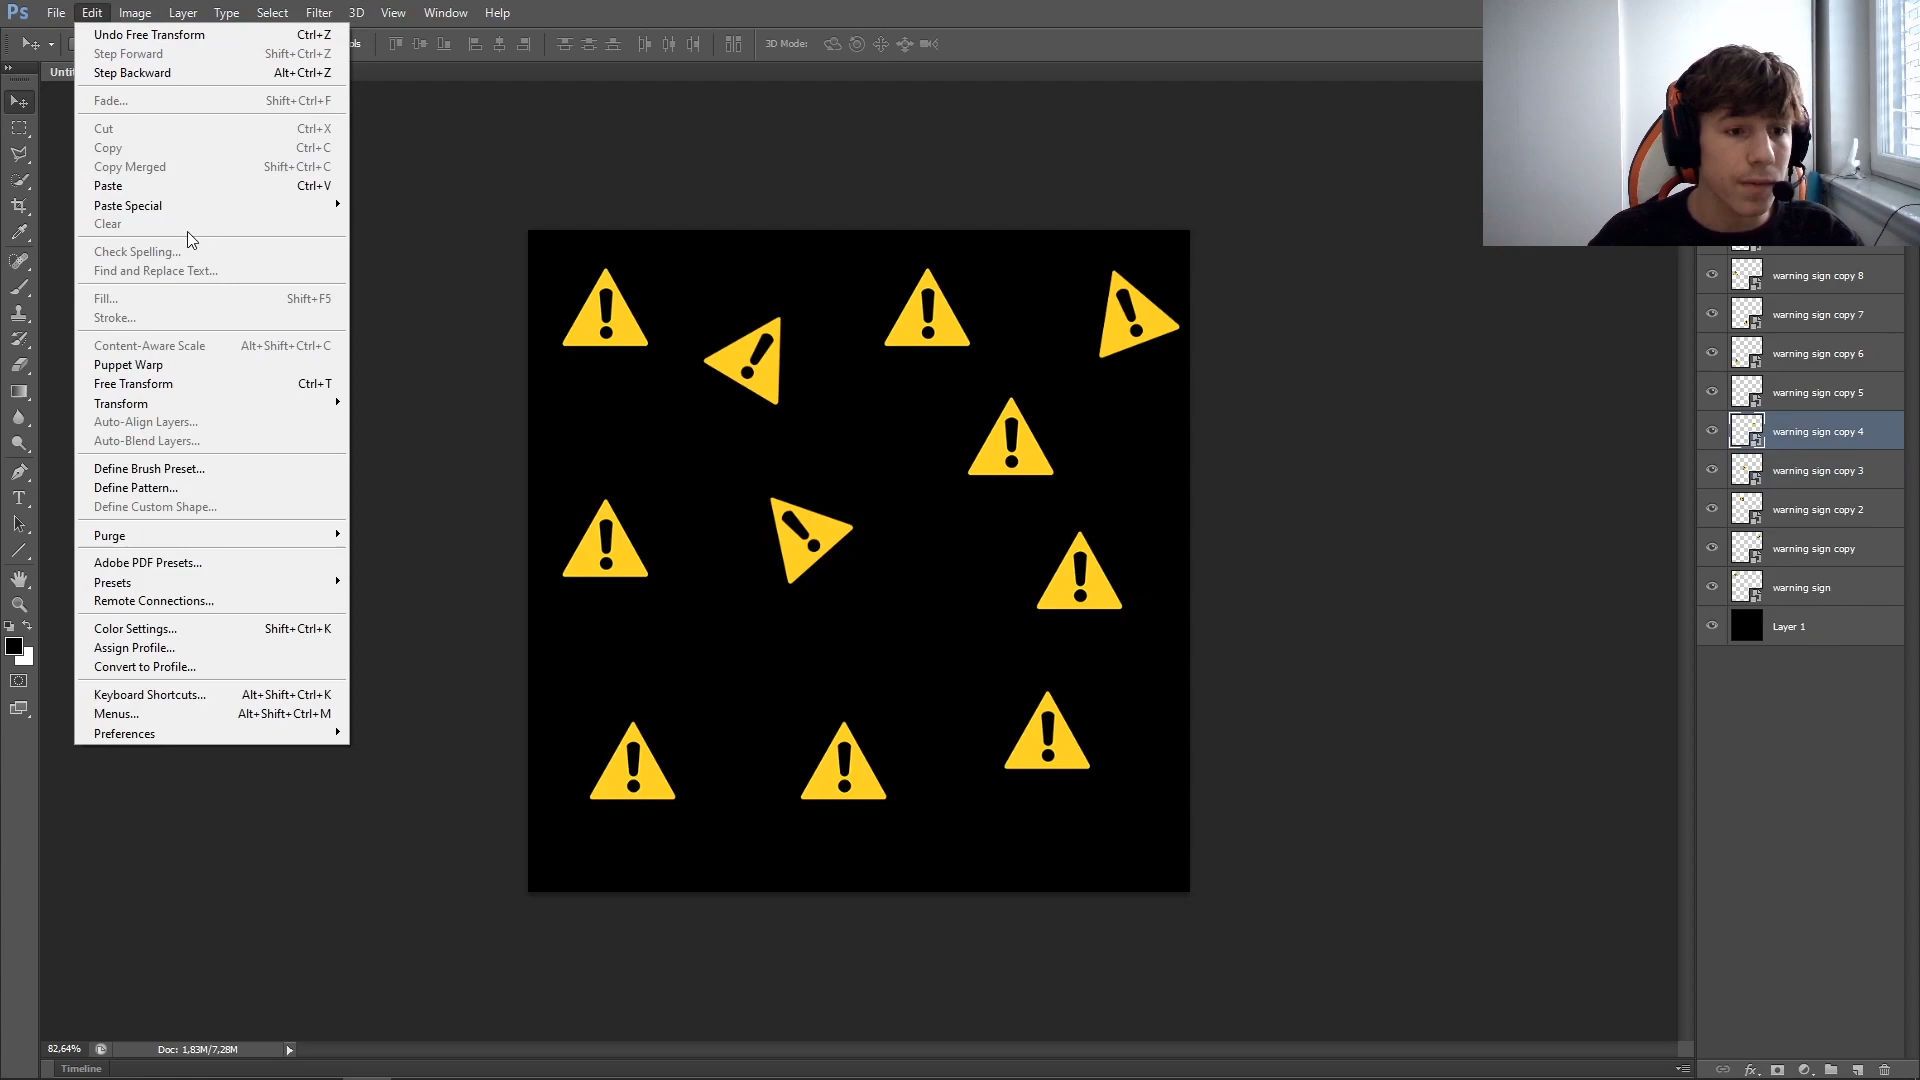 Ps File Edit Image Layer Type Select Filter 3D View Window Help
3D Mode:
Undo Free Transform Ctrl+Z
Step Forward Shift+Ctrl+Z
Step Backward Alt+Ctrl+Z
Fade... Shift+Ctrl+F
Cut Ctrl+X
Copy Ctrl+C
Copy Merged Shift+Ctrl+C
Paste Ctrl+V
Paste Special
Clear
Check Spelling...
Find and Replace Text...
Fill... Shift+F5
Stroke...
Content-Aware Scale Alt+Shift+Ctrl+C
Puppet Warp
Free Transform Ctrl+T
Transform
Auto-Align Layers...
Auto-Blend Layers...
Define Brush Preset...
Define Pattern...
Define Custom Shape...
Purge
Adobe PDF Presets...
Presets
Remote Connections...
Color Settings... Shift+Ctrl+K
Assign Profile...
Convert to Profile...
Keyboard Shortcuts... Alt+Shift+Ctrl+K
Menus... Alt+Shift+Ctrl+M
Preferences
warning sign copy 8
warning sign copy 7
warning sign copy 6
warning sign copy 5
warning sign copy 4
warning sign copy 3
warning sign copy 2
warning sign copy
warning sign
Layer 1
82,64% Doc: 1,83M/7,28M
Timeline